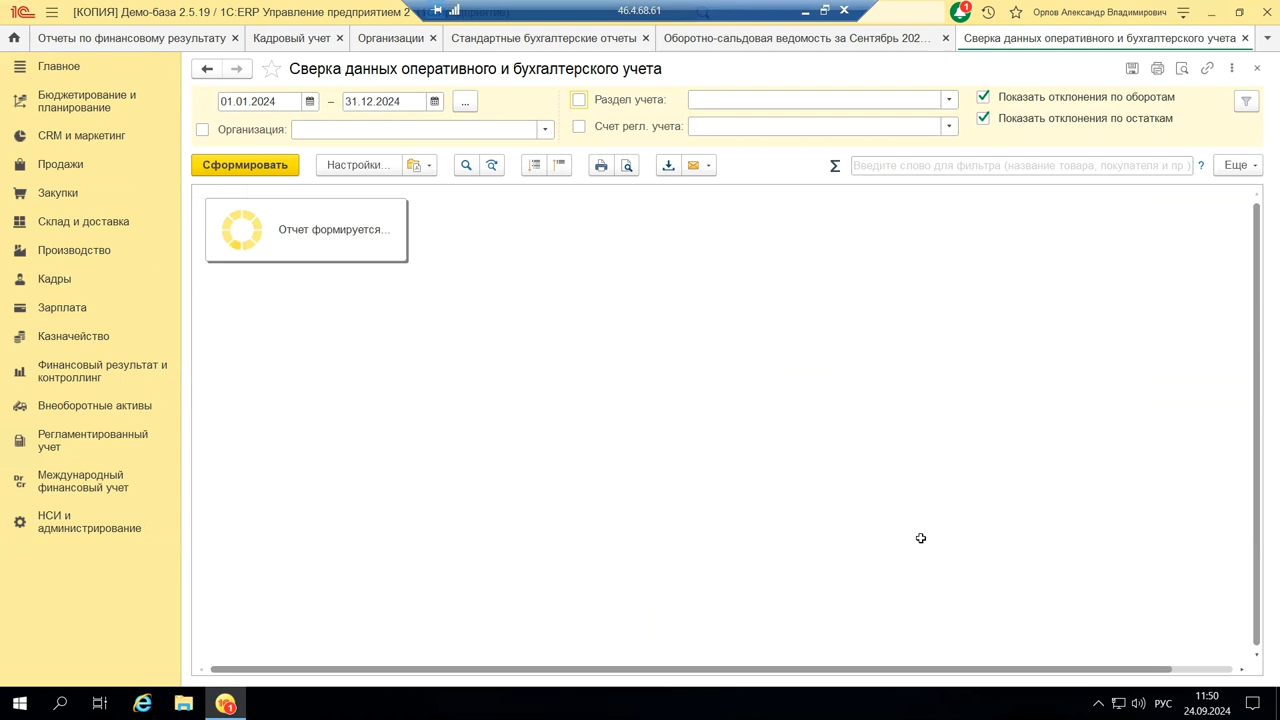 [КОПИЯ] Демо-база 2.5.19 / 1С:ERP Управление предприятием 2
46.4.68.61
1
Орлов Александр Владимирович
Отчеты по финансовому результату
Кадровый учет
Организации
Стандартные бухгалтерские отчеты
Оборотно-сальдовая ведомость за Сентябрь 202...
Сверка данных оперативного и бухгалтерского учета
Главное
Бюджетирование и
планирование
CRM и маркетинг
Продажи
Закупки
Склад и доставка
Производство
Кадры
Зарплата
Казначейство
Финансовый результат и
контроллинг
Внеоборотные активы
Регламентированный
учет
Международный
финансовый учет
НСИ и
администрирование
Сверка данных оперативного и бухгалтерского учета
01.01.2024 – 31.12.2024 ...
Раздел учета:
Показать отклонения по оборотам
Организация:
Счет регл. учета:
Показать отклонения по остаткам
Сформировать
Настройки...
Σ
Введите слово для фильтра (название товара, покупателя и пр.)
?
Еще
Отчет формируется...
РУС
11:50
24.09.2024